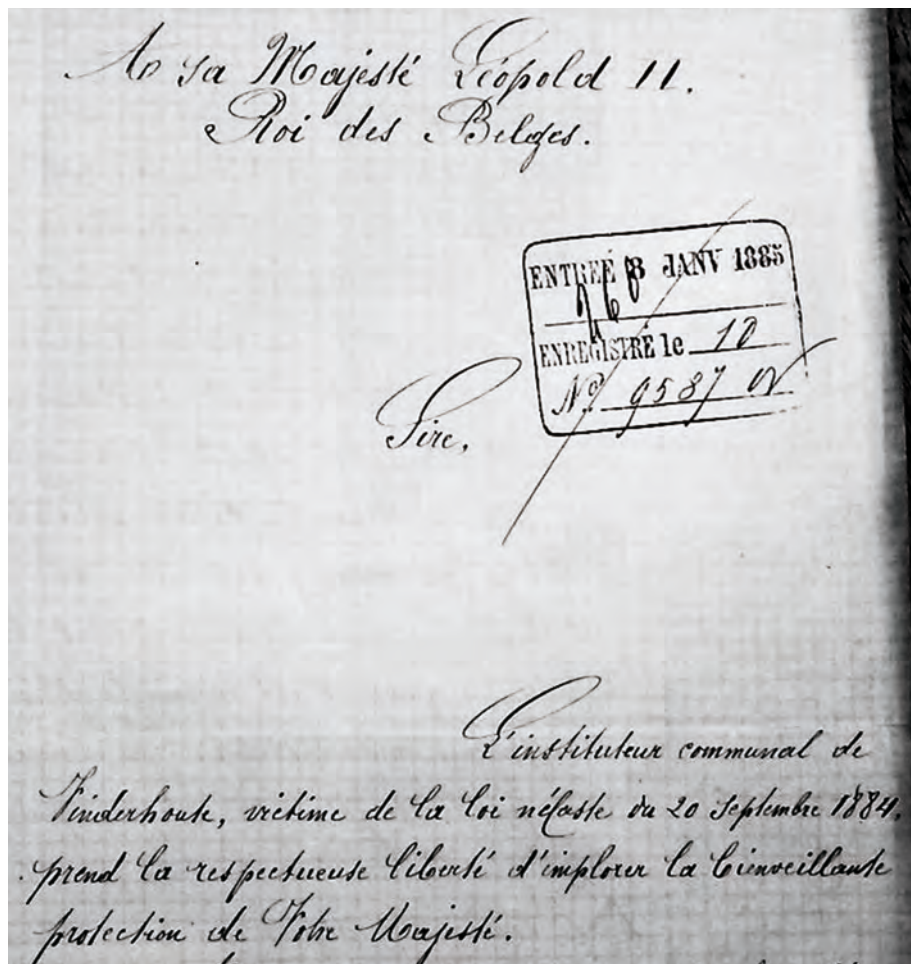 A sa Majesté Léopold II.
Roi des Belges.
ENTREE 8 JANV 1885
ENREGISTRÉ le 10
No 9587
Sire,
L'instituteur communal de
Vinderhoute, victime de la loi néfaste du 20 Septembre 1884,
prend la respectueuse liberté d'implorer la bienveillante
protection de Votre Majesté.